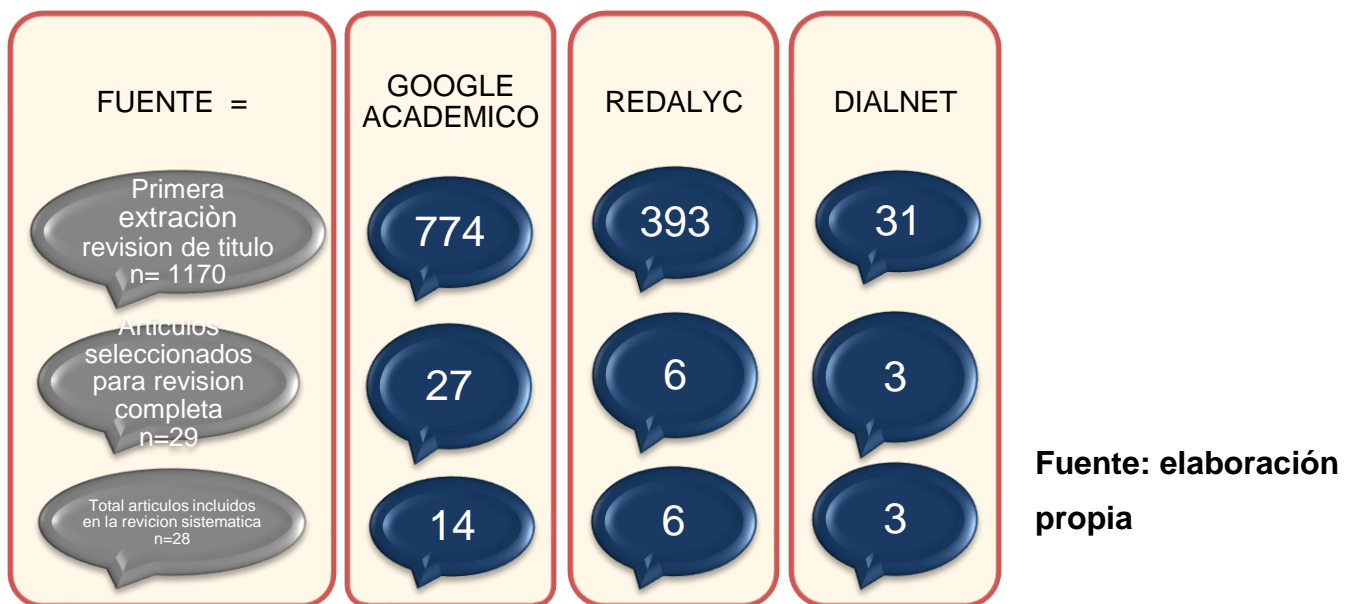 FUENTE =
GOOGLE
ACADEMICO
REDALYC
DIALNET
Primera
extraciòn
revision de titulo
n= 1170
774
393
31
Articulos
seleccionados
para revision
completa
n=29
27
6
3
Total articulos incluidos
en la revicion sistematica
n=28
14
6
3
Fuente: elaboración
propia